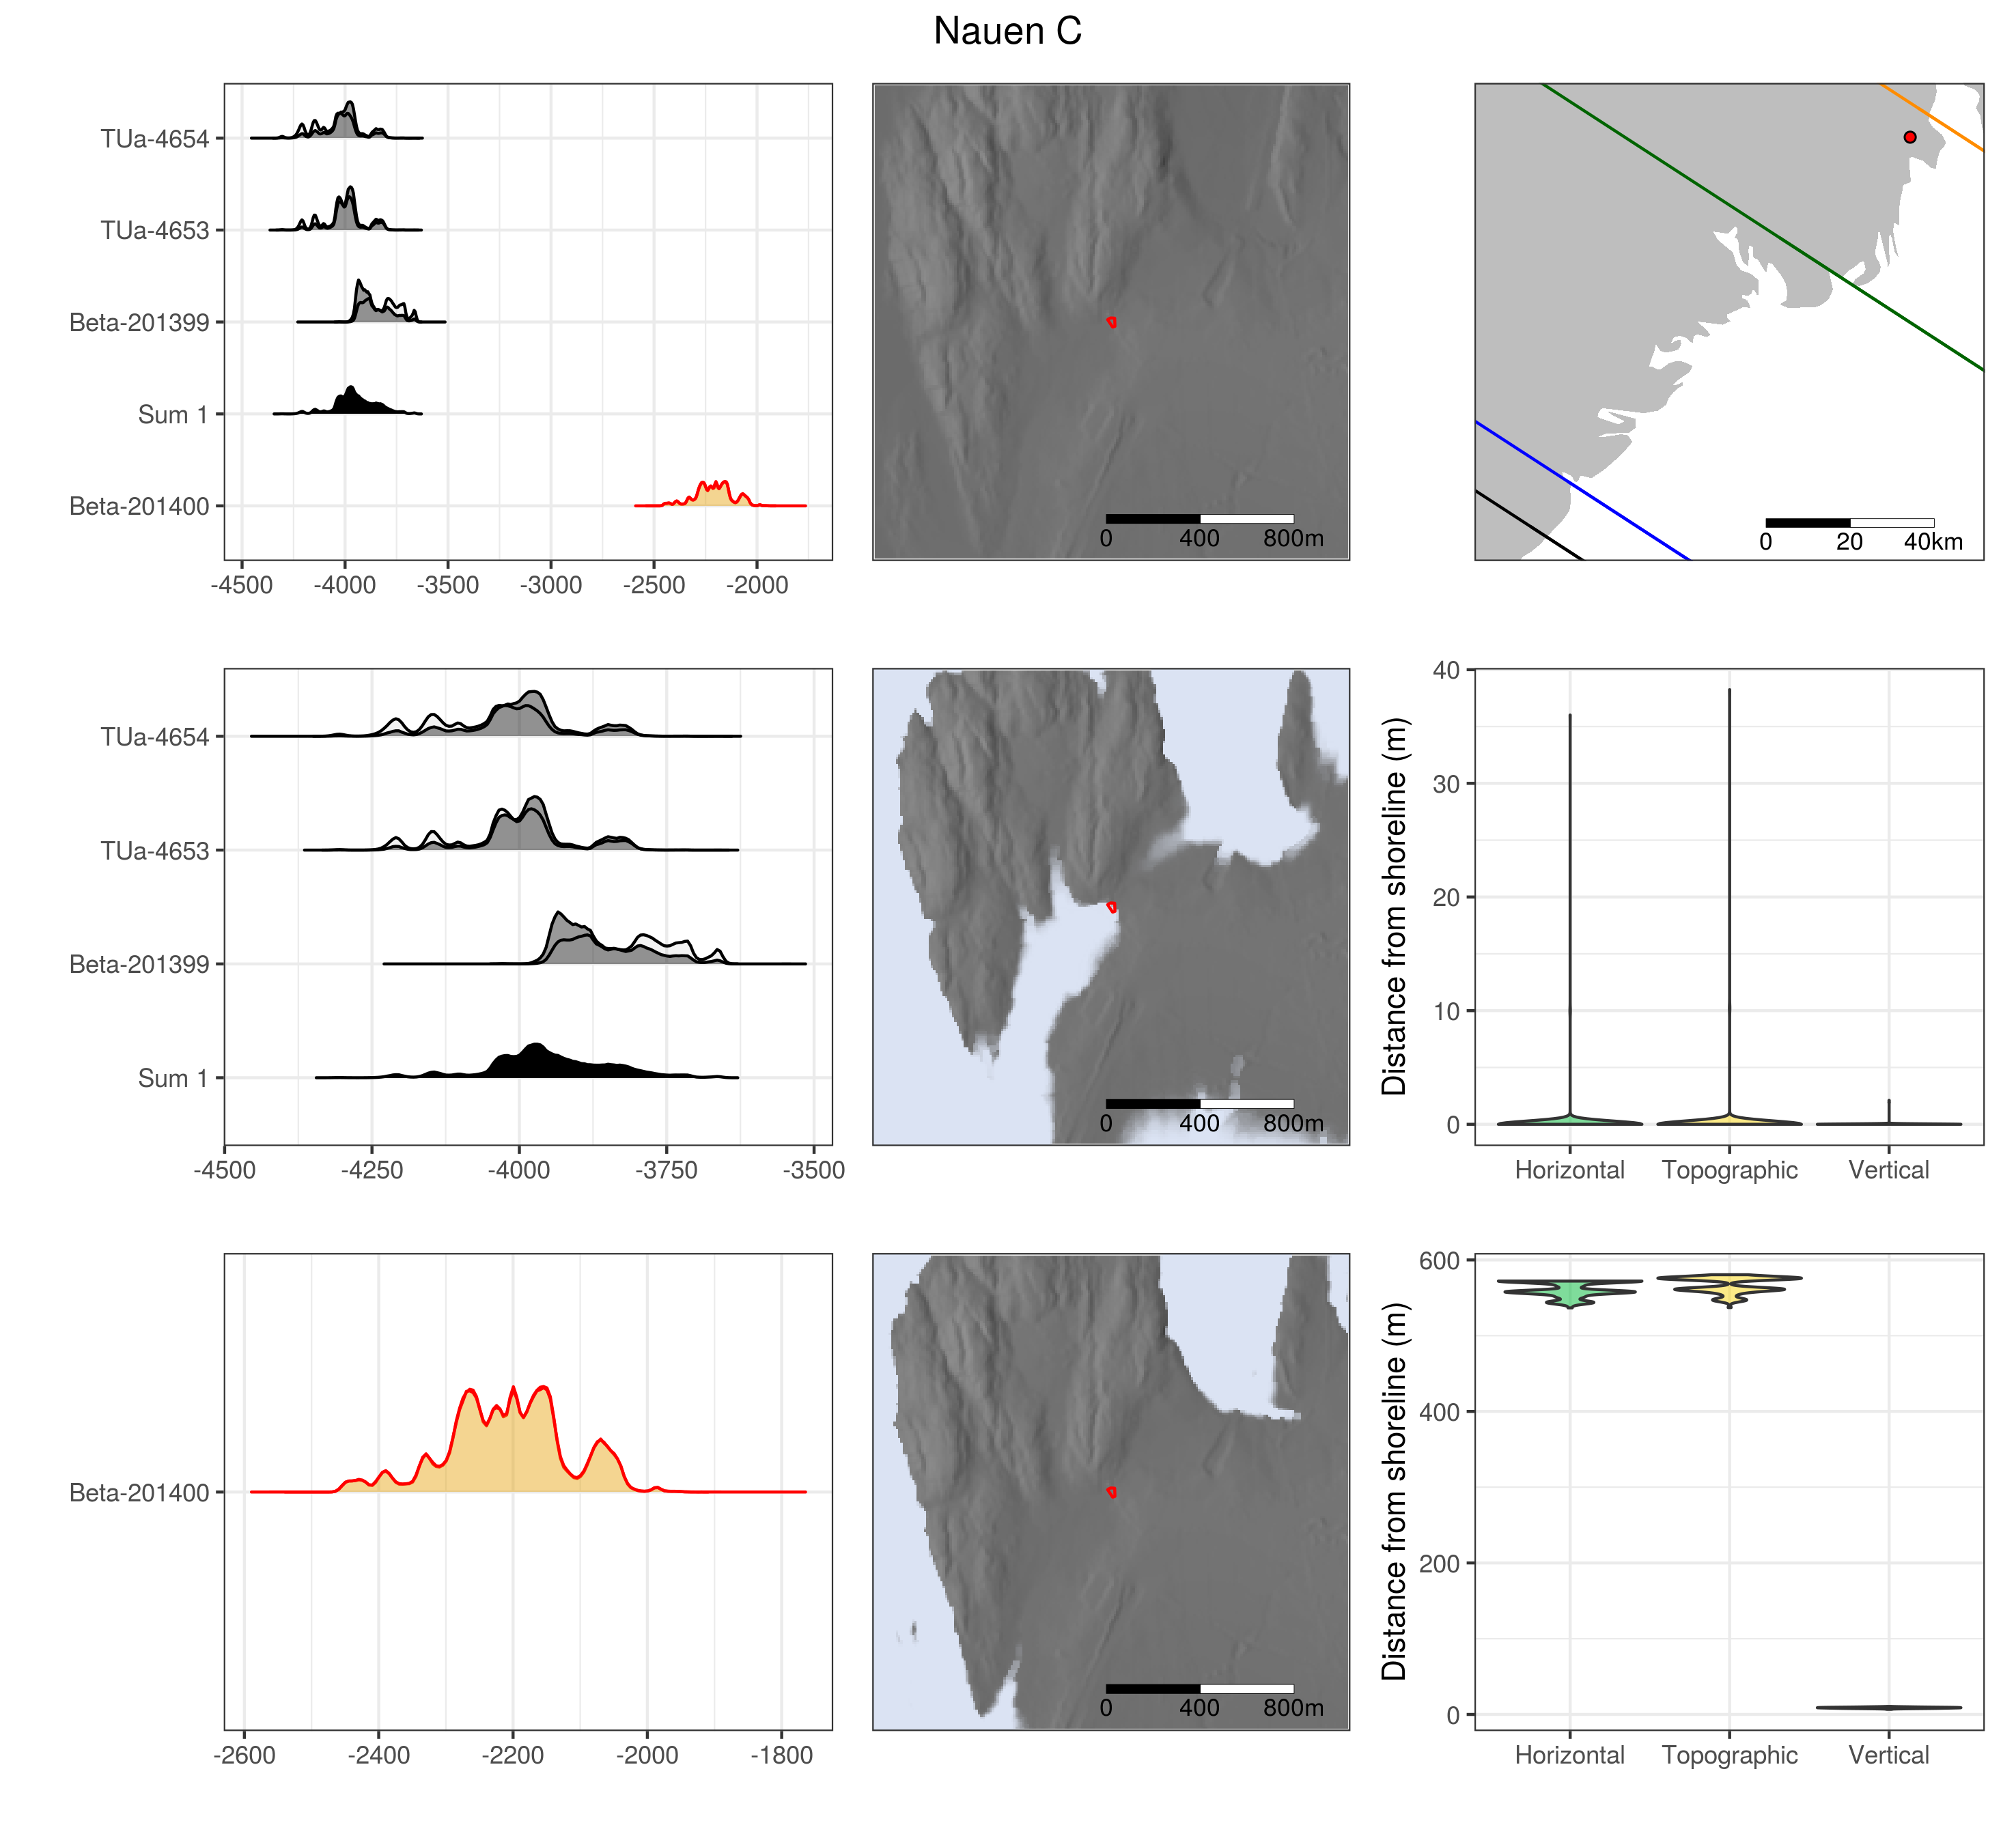 Nauen C
TUa-4654
TUa-4653
Beta-201399
Sum 1
Beta-201400
-4500 -4000 -3500 -3000 -2500 -2000
0 400 800m
0 20 40km
TUa-4654
TUa-4653
Beta-201399
Sum 1
-4500 -4250 -4000 -3750 -3500
0 400 800m
Distance from shoreline (m)
40
30
20
10
0
Horizontal Topographic Vertical
Beta-201400
-2600 -2400 -2200 -2000 -1800
0 400 800m
Distance from shoreline (m)
600
400
200
0
Horizontal Topographic Vertical